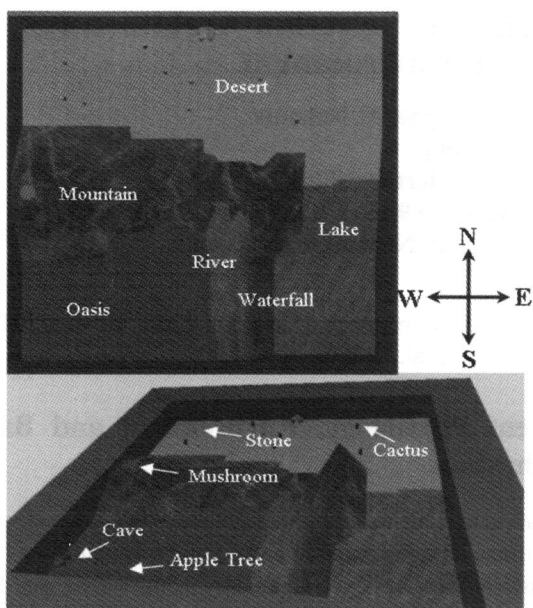 Desert
Mountain
Lake
N
River
W E
Oasis
Waterfall
S
Stone
Cactus
Mushroom
Cave
Apple Tree